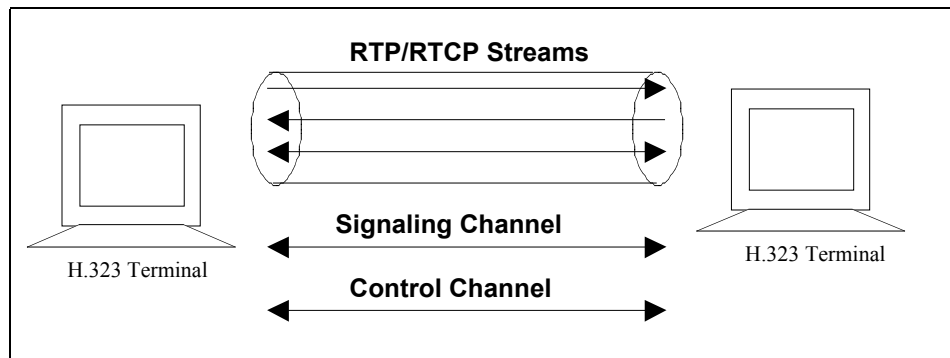 RTP/RTCP Streams
Signaling Channel
H.323 Terminal
H.323 Terminal
Control Channel